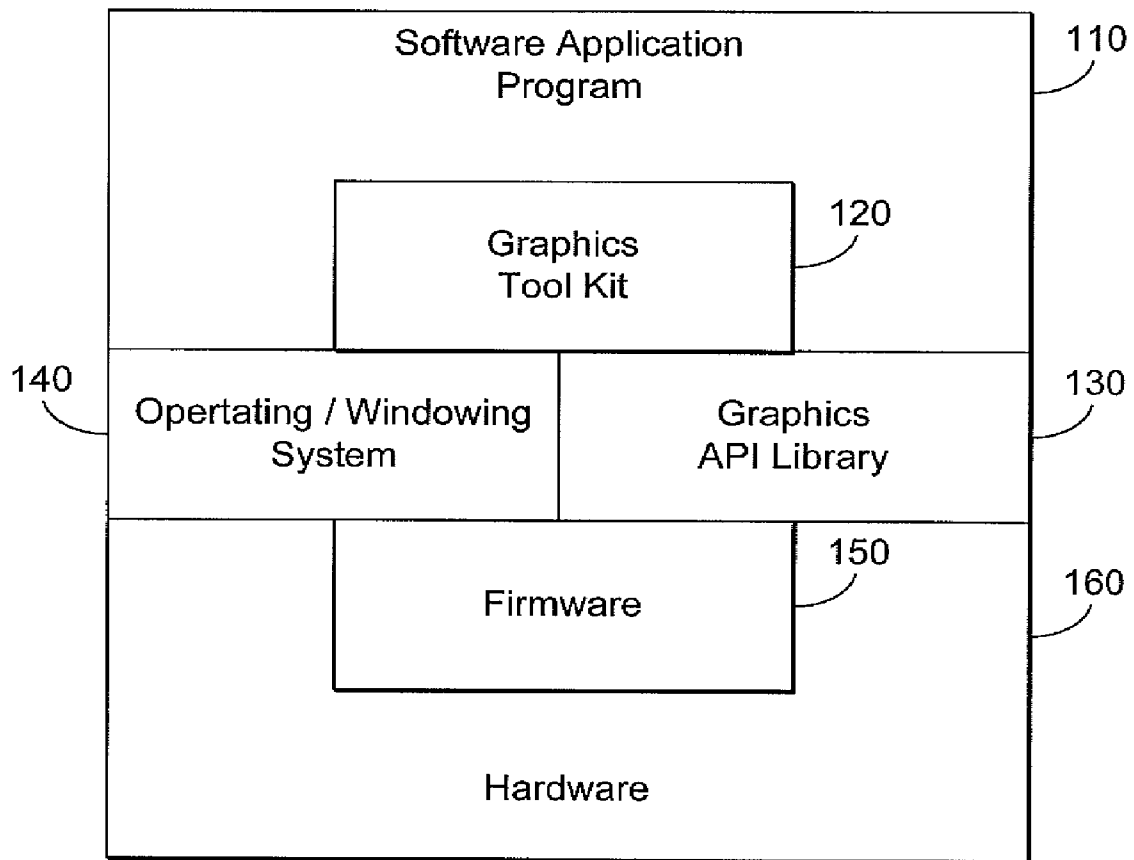 Software Application
Program
110
120
Graphics
Tool Kit
140
130
Opertating / Windowing
System
Graphics
API Library
150
160
Firmware
Hardware